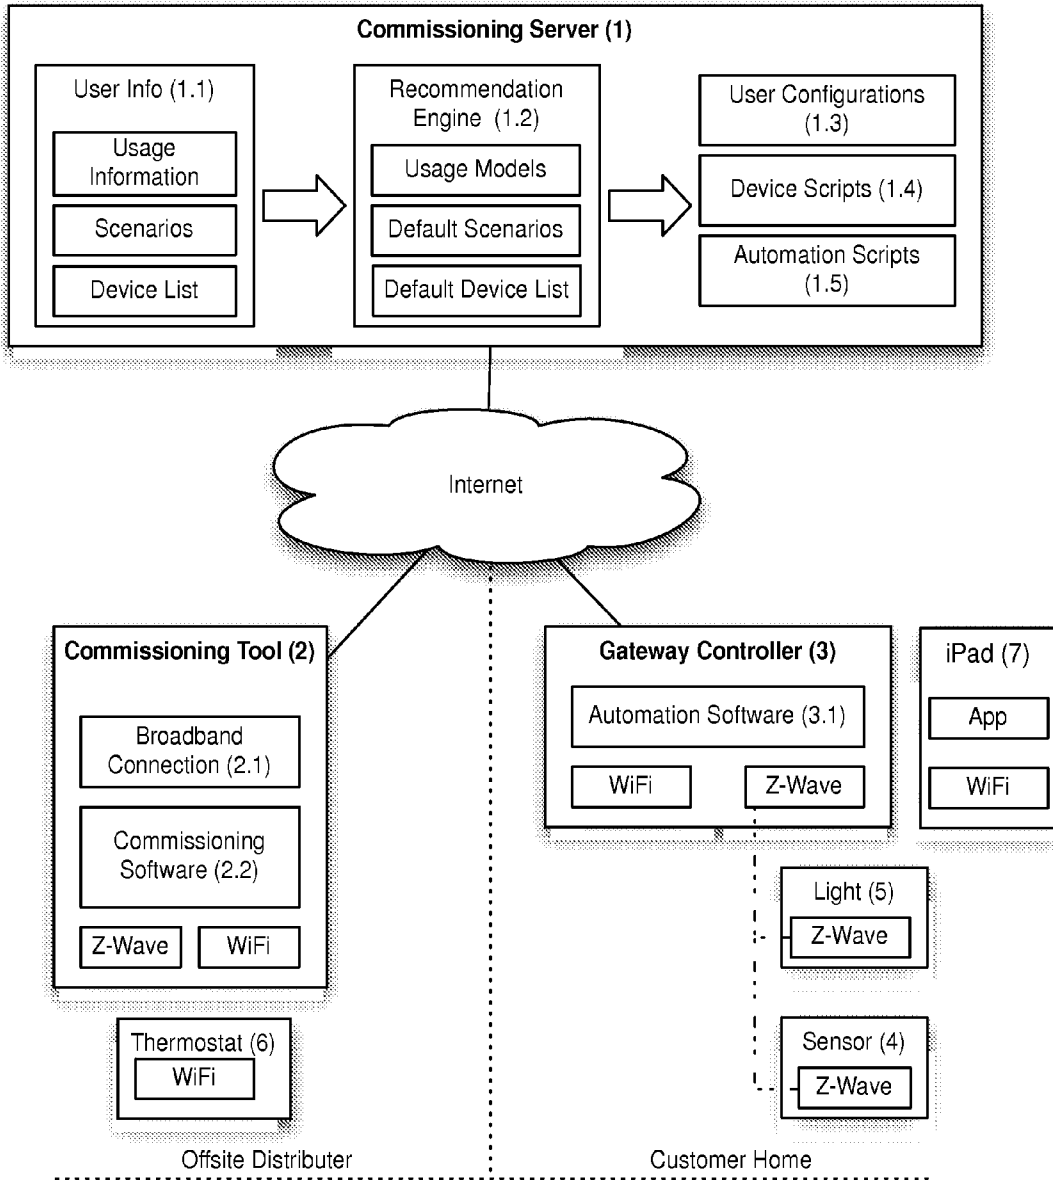 Commissioning Server (1)
User Info (1.1)
Usage
Information
Scenarios
Device List
Recommendation
Engine (1.2)
Usage Models
Default Scenarios
Default Device List
User Configurations
(1.3)
Device Scripts (1.4)
Automation Scripts
(1.5)
Internet
Commissioning Tool (2)
Broadband
Connection (2.1)
Commissioning
Software (2.2)
Z-Wave
WiFi
Thermostat (6)
WiFi
Gateway Controller (3)
Automation Software (3.1)
WiFi
Z-Wave
iPad (7)
App
WiFi
Light (5)
Z-Wave
Sensor (4)
Z-Wave
Offsite Distributer
Customer Home